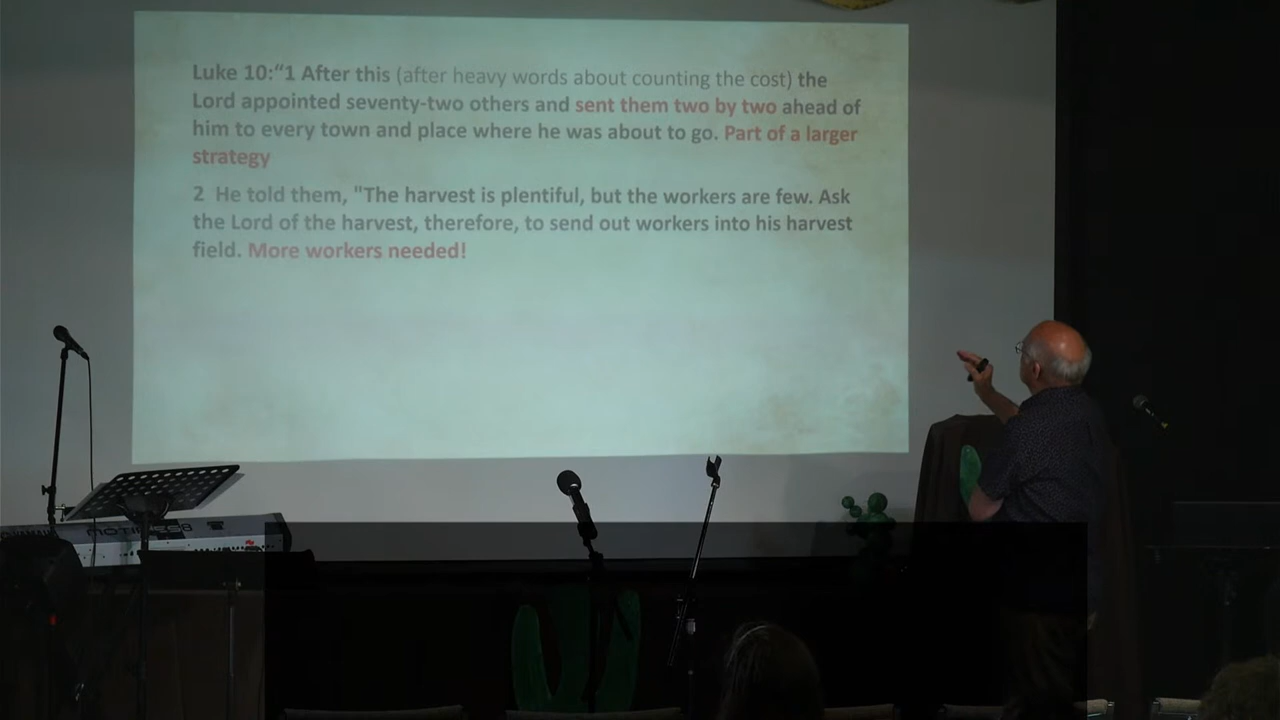 Luke 10:“1 After this (after heavy words about counting the cost) the
Lord appointed seventy-two others and sent them two by two ahead of
him to every town and place where he was about to go. Part of a larger
strategy
2 He told them, "The harvest is plentiful, but the workers are few. Ask
the Lord of the harvest, therefore, to send out workers into his harvest
field. More workers needed!